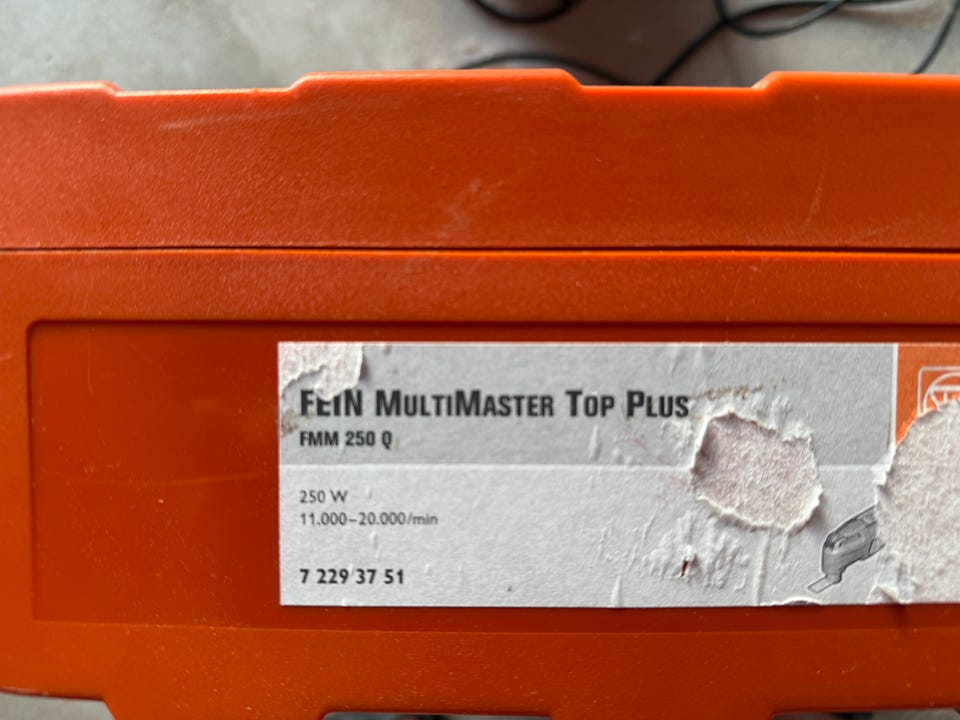 FEIN MULTIMASTER TOP PLUS
FMM 250 Q
250 W
11.000–20.000/min
7 229 37 51